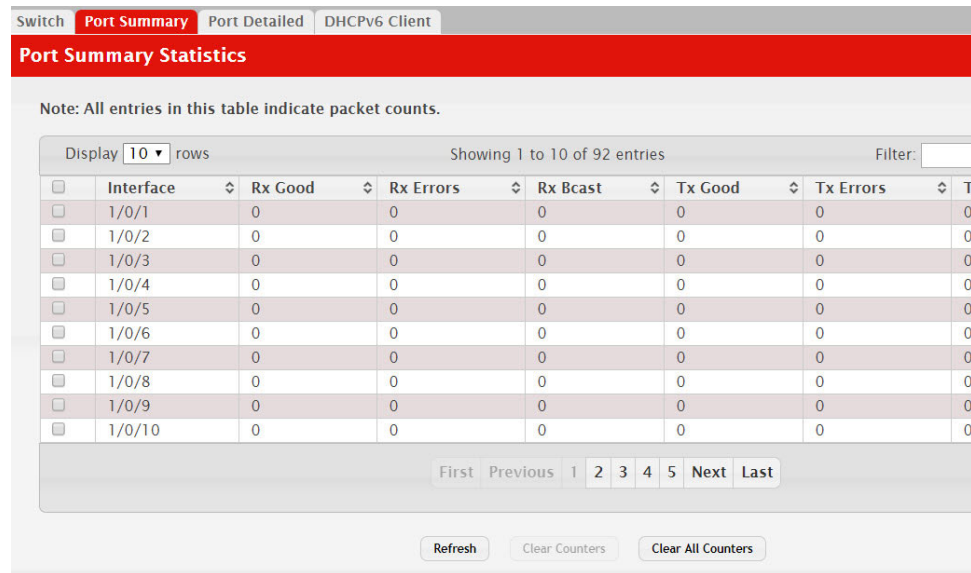 Switch Port Summary Port Detailed DHCPv6 Client
Port Summary Statistics
Note: All entries in this table indicate packet counts.
Display 10 rows Showing 1 to 10 of 92 entries Filter:
Interface Rx Good Rx Errors Rx Bcast Tx Good Tx Errors T
1/0/1 0 0 0 0 0 0
1/0/2 0 0 0 0 0 0
1/0/3 0 0 0 0 0 0
1/0/4 0 0 0 0 0 0
1/0/5 0 0 0 0 0 0
1/0/6 0 0 0 0 0 0
1/0/7 0 0 0 0 0 0
1/0/8 0 0 0 0 0 0
1/0/9 0 0 0 0 0 0
1/0/10 0 0 0 0 0 0
First Previous 1 2 3 4 5 Next Last
Refresh Clear Counters Clear All Counters